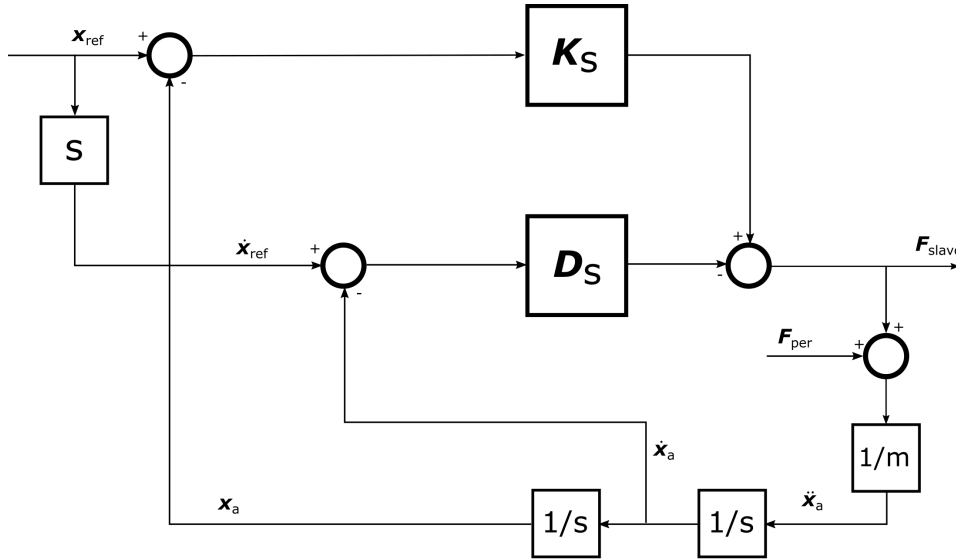 x_ref
+
-
K_S
s
ẋ_ref
+
-
D_S
+
-
F_slave
F_per
+
+
1/m
ẋ_a
x_a
1/s
1/s
ẍ_a